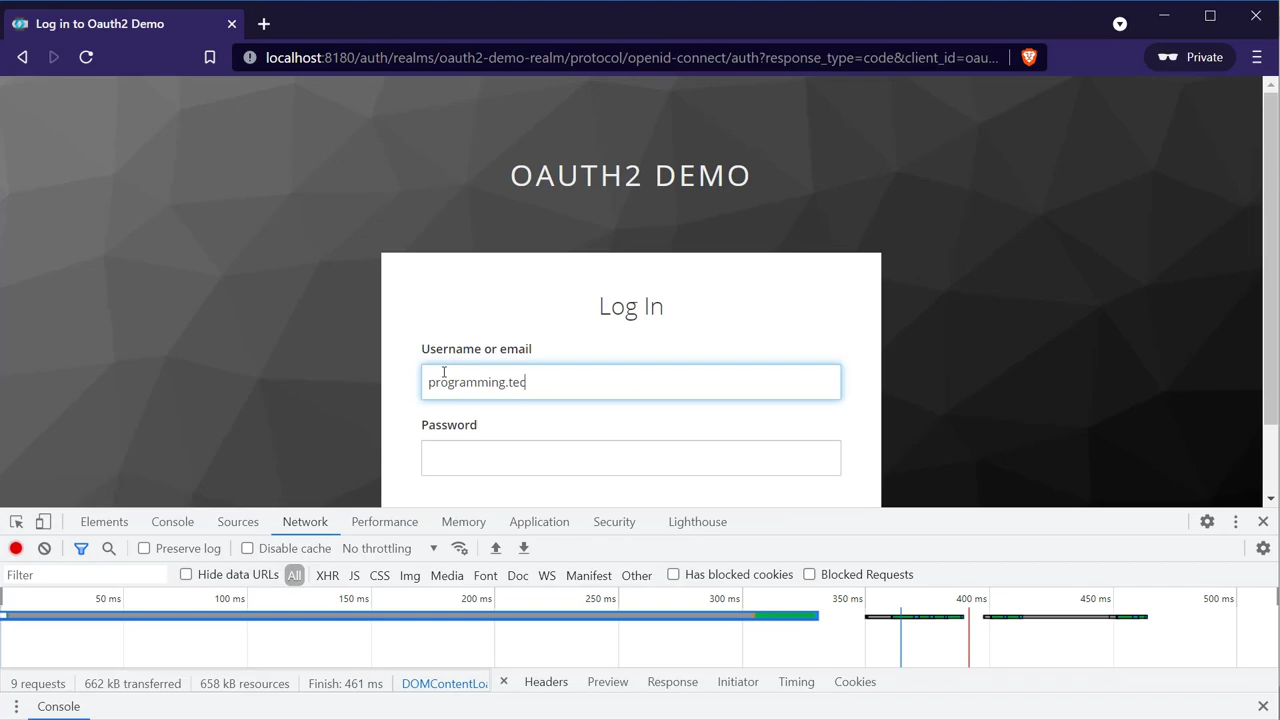 Log in to Oauth2 Demo
localhost:8180/auth/realms/oauth2-demo-realm/protocol/openid-connect/auth?response_type=code&client_id=oau...
Private
OAUTH2 DEMO
Log In
Username or email
programming.tec
Password
Elements Console Sources Network Performance Memory Application Security Lighthouse
Preserve log Disable cache No throttling
Filter Hide data URLs All XHR JS CSS Img Media Font Doc WS Manifest Other Has blocked cookies Blocked Requests
50 ms 100 ms 150 ms 200 ms 250 ms 300 ms 350 ms 400 ms 450 ms 500 ms
9 requests 662 kB transferred 658 kB resources Finish: 461 ms DOMContentLoa Headers Preview Response Initiator Timing Cookies
Console